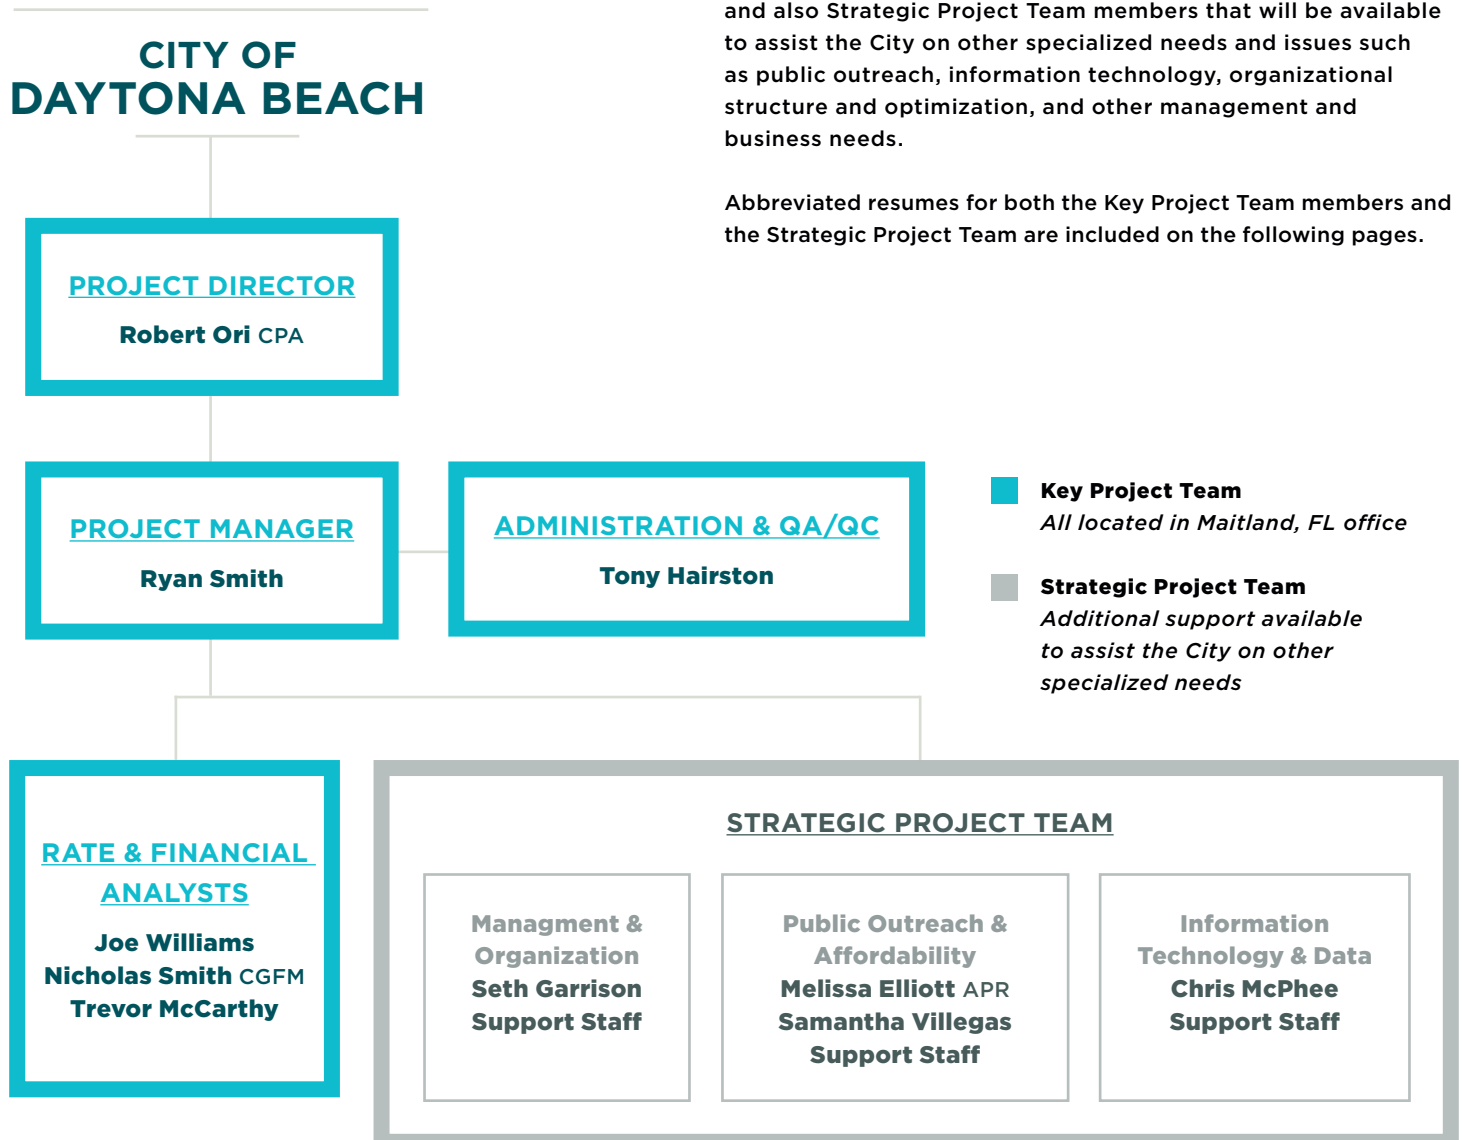 and also Strategic Project Team members that will be available
to assist the City on other specialized needs and issues such
as public outreach, information technology, organizational
structure and optimization, and other management and
business needs.
Abbreviated resumes for both the Key Project Team members and
the Strategic Project Team are included on the following pages.
CITY OF
DAYTONA BEACH
PROJECT DIRECTOR
Robert Ori CPA
PROJECT MANAGER
Ryan Smith
ADMINISTRATION & QA/QC
Tony Hairston
Key Project Team
All located in Maitland, FL office
Strategic Project Team
Additional support available
to assist the City on other
specialized needs
RATE & FINANCIAL
ANALYSTS
Joe Williams
Nicholas Smith CGFM
Trevor McCarthy
STRATEGIC PROJECT TEAM
Managment &
Organization
Seth Garrison
Support Staff
Public Outreach &
Affordability
Melissa Elliott APR
Samantha Villegas
Support Staff
Information
Technology & Data
Chris McPhee
Support Staff